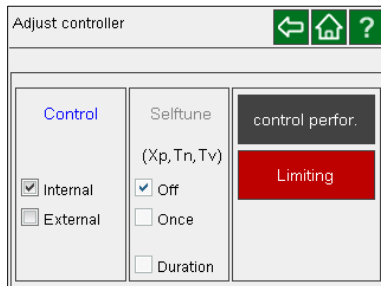 Adjust controller
?
Control
Internal
External
Selftune
(Xp,Tn,Tv)
Off
Once
Duration
control perfor.
Limiting